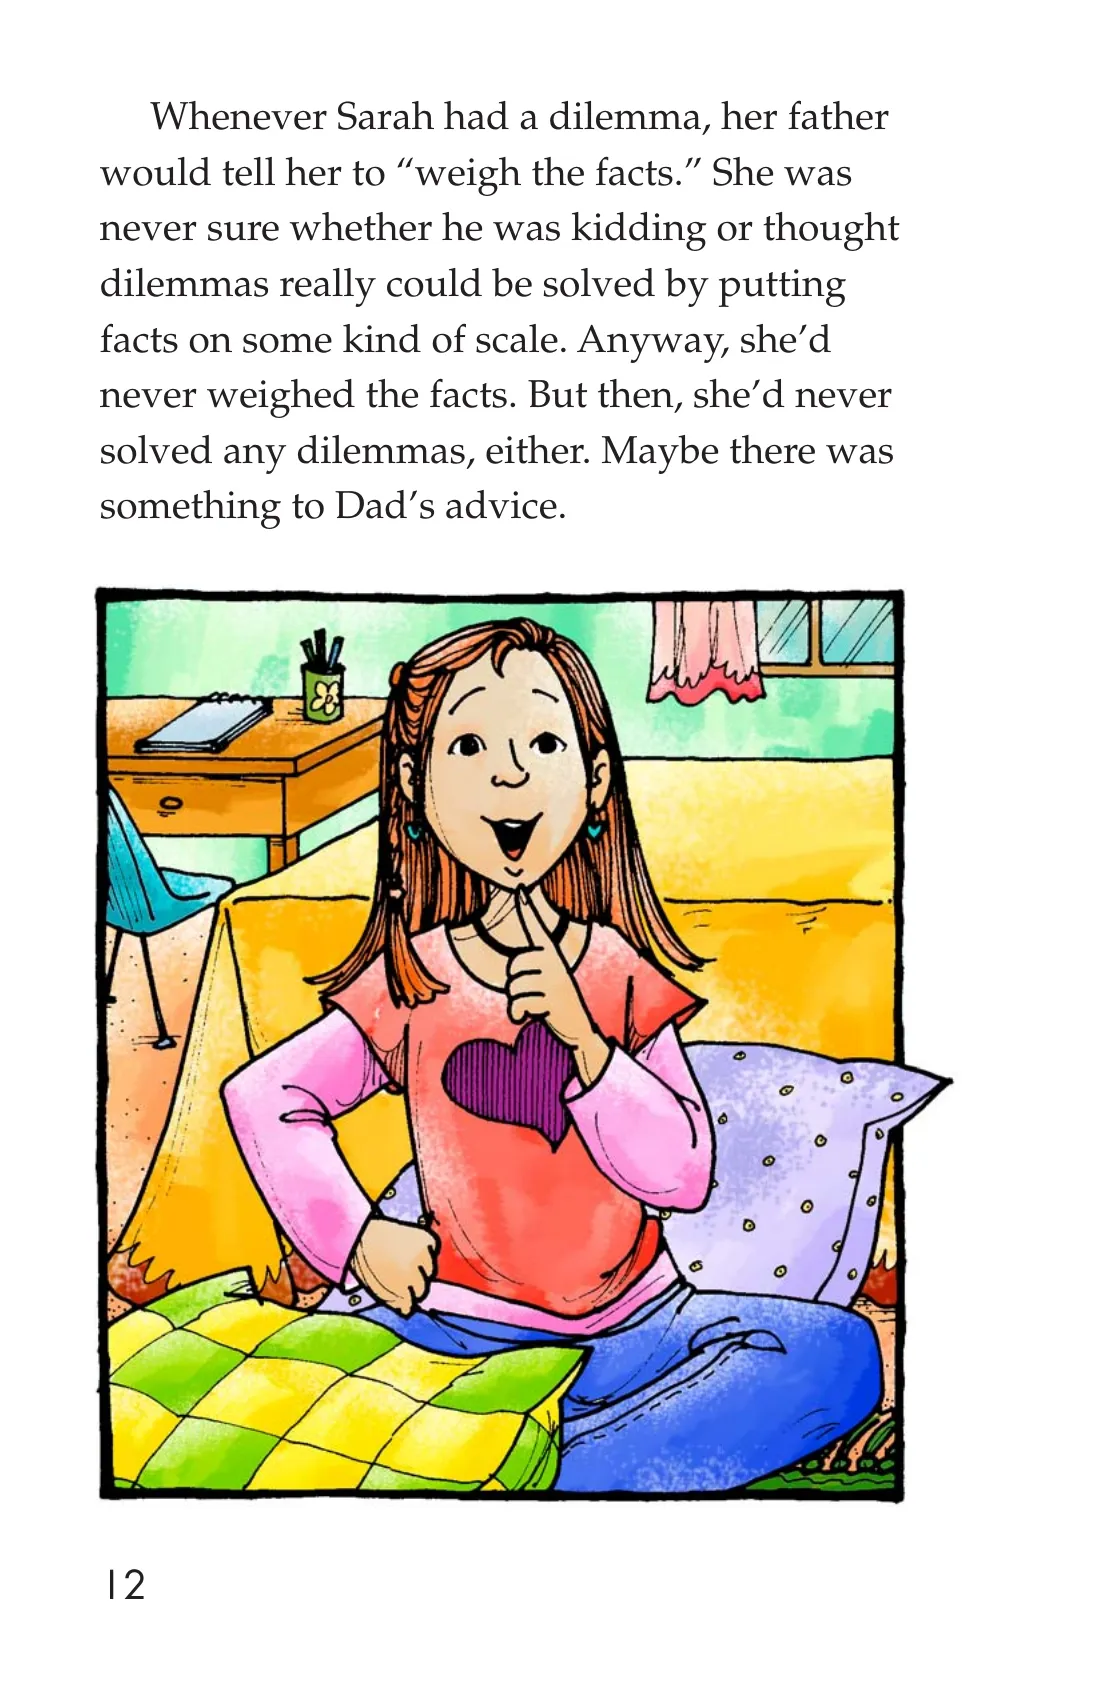 Whenever Sarah had a dilemma, her father
would tell her to “weigh the facts.” She was
never sure whether he was kidding or thought
dilemmas really could be solved by putting
facts on some kind of scale. Anyway, she’d
never weighed the facts. But then, she’d never
solved any dilemmas, either. Maybe there was
something to Dad’s advice.
12